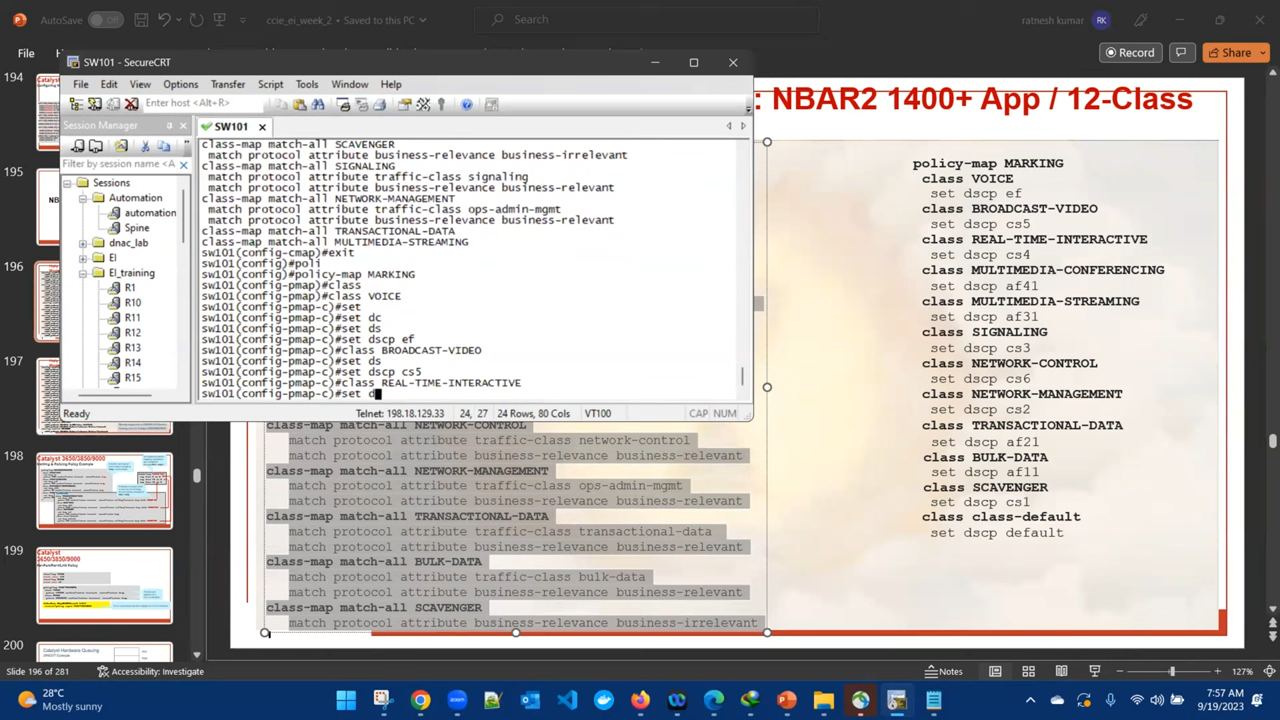 AutoSave
Off
ccie_ei_week_2 • Saved to this PC
Search
ratnesh kumar
RK
File
Record
Share
: NBAR2 1400+ App / 12-Class
SW101 - SecureCRT
File Edit View Options Transfer Script Tools Window Help
Enter host <Alt+R>
Session Manager
SW101
Filter by session name <A
Sessions
Automation
automation
Spine
dnac_lab
EI
EI_training
R1
R10
R11
R12
R13
R14
R15
class-map match-all SCAVENGER
match protocol attribute business-relevance business-irrelevant
class-map match-all SIGNALING
match protocol attribute traffic-class signaling
match protocol attribute business-relevance business-relevant
class-map match-all NETWORK-MANAGEMENT
match protocol attribute traffic-class ops-admin-mgmt
match protocol attribute business-relevance business-relevant
class-map match-all TRANSACTIONAL-DATA
class-map match-all MULTIMEDIA-STREAMING
sw101(config-cmap)#exit
sw101(config)#poli
sw101(config)#policy-map MARKING
sw101(config-pmap)#class
sw101(config-pmap)#class VOICE
sw101(config-pmap-c)#set
sw101(config-pmap-c)#set dc
sw101(config-pmap-c)#set ds
sw101(config-pmap-c)#set dscp ef
sw101(config-pmap-c)#class BROADCAST-VIDEO
sw101(config-pmap-c)#set ds
sw101(config-pmap-c)#set dscp cs5
sw101(config-pmap-c)#class REAL-TIME-INTERACTIVE
sw101(config-pmap-c)#set d
Ready
Telnet: 198.18.129.33
24, 27
24 Rows, 80 Cols
VT100
CAP NUM
class-map match-all NETWORK-CONTROL
match protocol attribute traffic-class network-control
match protocol attribute business-relevance business-relevant
class-map match-all NETWORK-MANAGEMENT
match protocol attribute traffic-class ops-admin-mgmt
match protocol attribute business-relevance business-relevant
class-map match-all TRANSACTIONAL-DATA
match protocol attribute traffic-class transactional-data
match protocol attribute business-relevance business-relevant
class-map match-all BULK-DATA
match protocol attribute traffic-class bulk-data
match protocol attribute business-relevance business-relevant
class-map match-all SCAVENGER
match protocol attribute business-relevance business-irrelevant
policy-map MARKING
class VOICE
set dscp ef
class BROADCAST-VIDEO
set dscp cs5
class REAL-TIME-INTERACTIVE
set dscp cs4
class MULTIMEDIA-CONFERENCING
set dscp af41
class MULTIMEDIA-STREAMING
set dscp af31
class SIGNALING
set dscp cs3
class NETWORK-CONTROL
set dscp cs6
class NETWORK-MANAGEMENT
set dscp cs2
class TRANSACTIONAL-DATA
set dscp af21
class BULK-DATA
set dscp af11
class SCAVENGER
set dscp cs1
class class-default
set dscp default
194
195
196
197
198
Catalyst 3650/3850/9000
199
Catalyst
3650/3850/9000
200
Catalyst Hardware Queuing
Slide 196 of 281
Accessibility: Investigate
Notes
127%
28°C
Mostly sunny
7:57 AM
9/19/2023